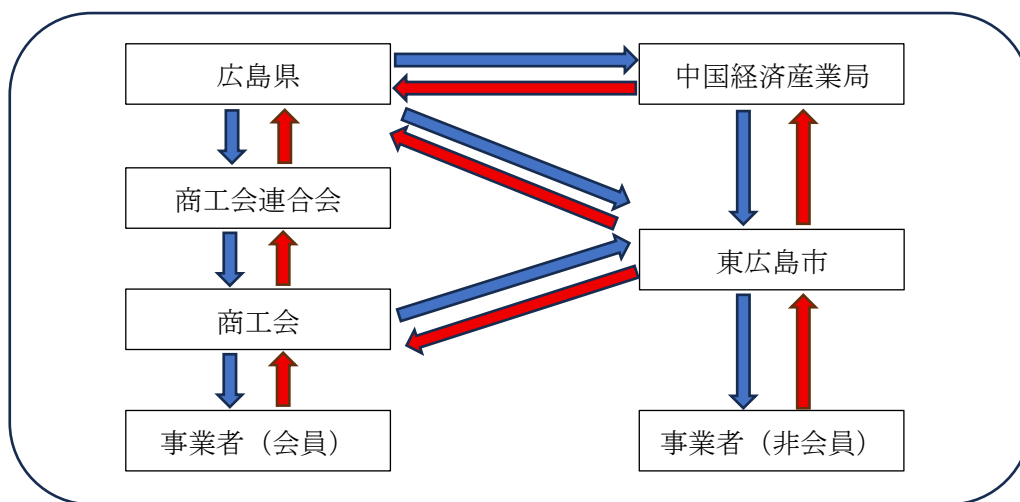 広島県
中国経済産業局
商工会連合会
東広島市
商工会
事業者（会員）
事業者（非会員）